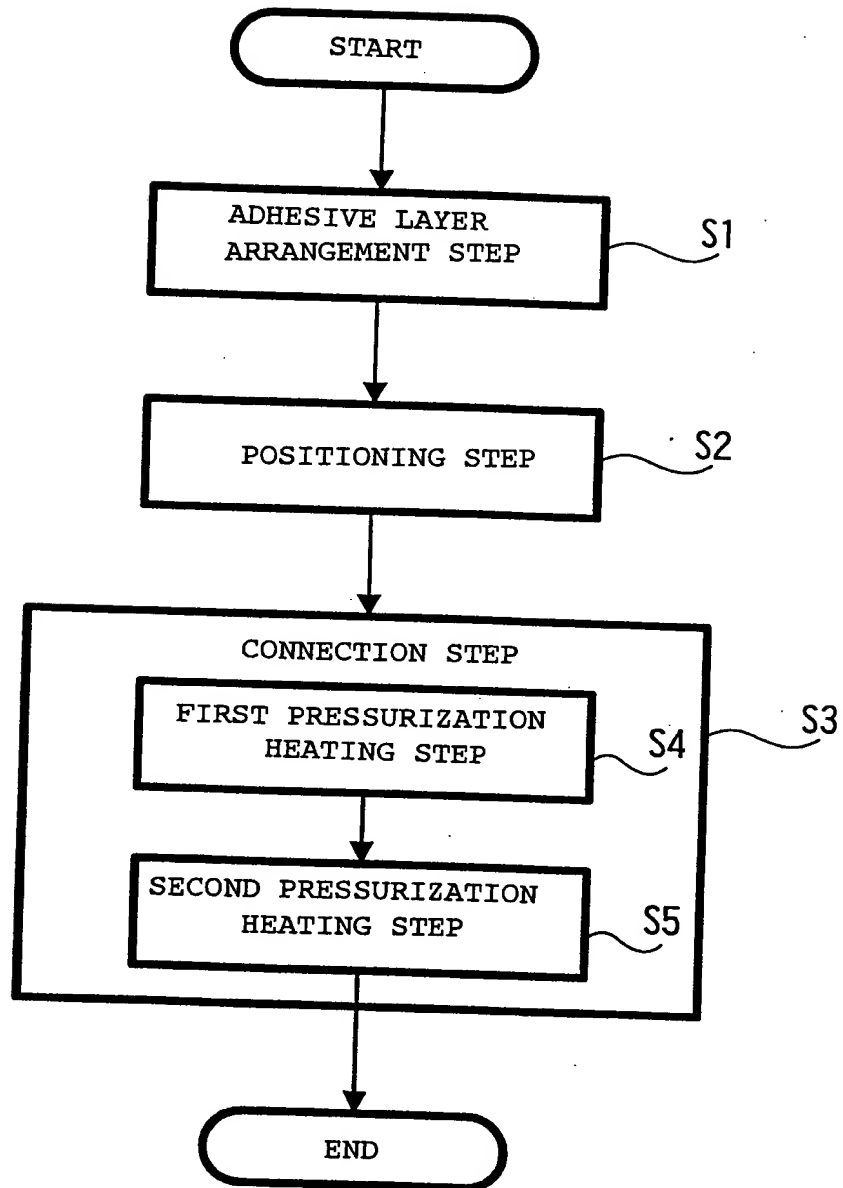 START
ADHESIVE LAYER
ARRANGEMENT STEP
S1
POSITIONING STEP
S2
CONNECTION STEP
S3
FIRST PRESSURIZATION
HEATING STEP
S4
SECOND PRESSURIZATION
HEATING STEP
S5
END